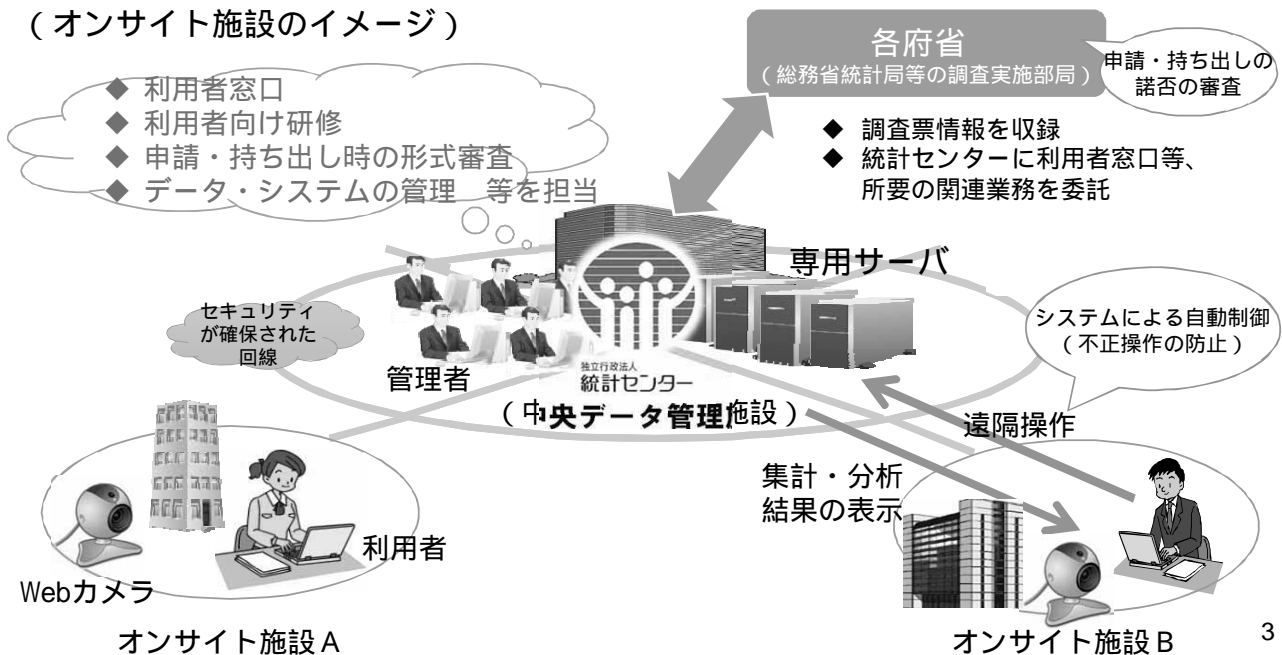 (オンサイト施設のイメージ)
各府省
(総務省統計局等の調査実施部局)
申請・持ち出しの
諾否の審査
◆ 利用者窓口
◆ 利用者向け研修
◆ 申請・持ち出し時の形式審査
◆ データ・システムの管理 等を担当
◆ 調査票情報を収録
◆ 統計センターに利用者窓口等、
所要の関連業務を委託
専用サーバ
セキュリティ
が確保された
回線
システムによる自動制御
(不正操作の防止)
管理者
独立行政法人
統計センター
(中央データ管理施設)
遠隔操作
集計・分析
結果の表示
利用者
Webカメラ
オンサイト施設A
オンサイト施設B
3